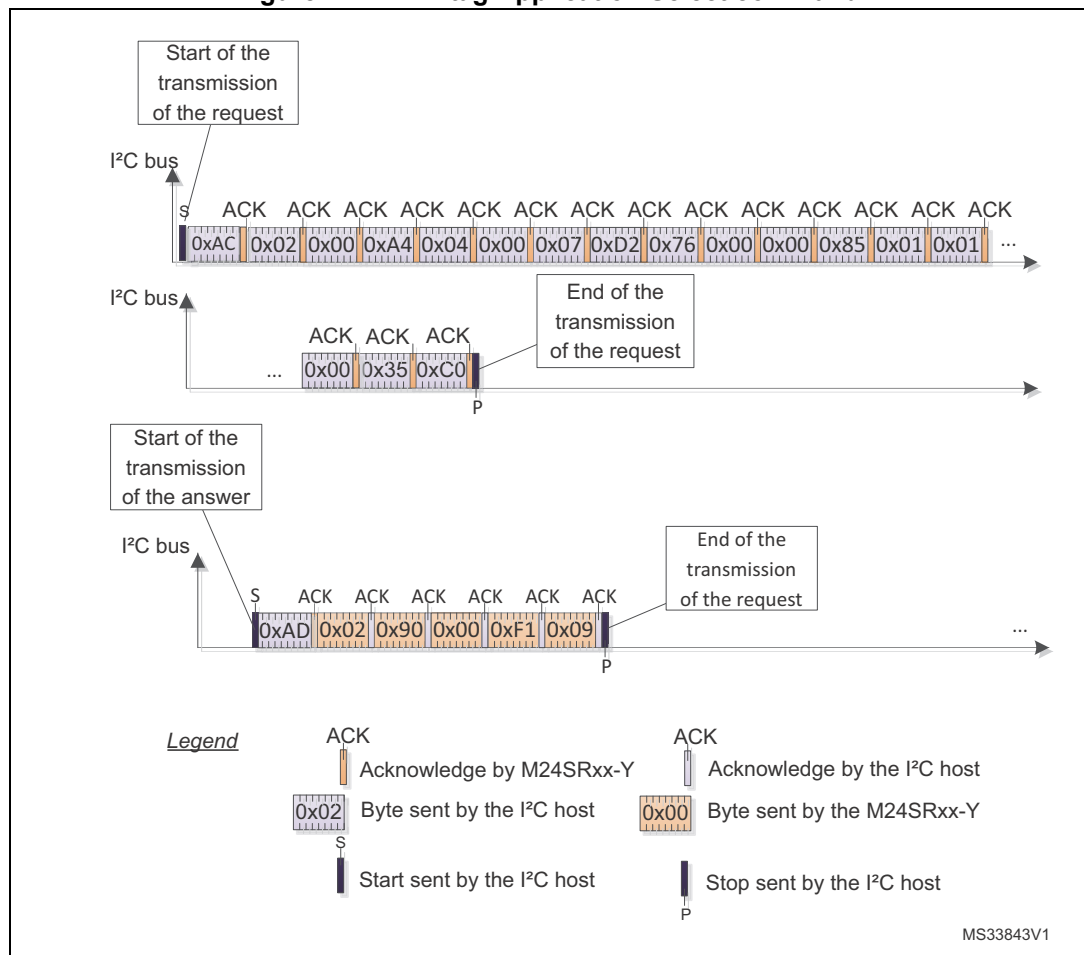 Start of the
transmission
of the request
I²C bus
S ACK ACK ACK ACK ACK ACK ACK ACK ACK ACK ACK ACK ACK ACK
0xAC 0x02 0x00 0xA4 0x04 0x00 0x07 0xD2 0x76 0x00 0x00 0x85 0x01 0x01 ...
I²C bus
End of the
transmission
of the request
ACK ACK ACK
... 0x00 0x35 0xC0
P
Start of the
transmission
of the answer
I²C bus
End of the
transmission
of the request
S ACK ACK ACK ACK ACK ACK
0xAD 0x02 0x90 0x00 0xF1 0x09 ...
P
Legend
ACK
Acknowledge by M24SRxx-Y
ACK
Acknowledge by the I²C host
0x02 Byte sent by the I²C host
0x00 Byte sent by the M24SRxx-Y
S
Start sent by the I²C host
Stop sent by the I²C host
P
MS33843V1